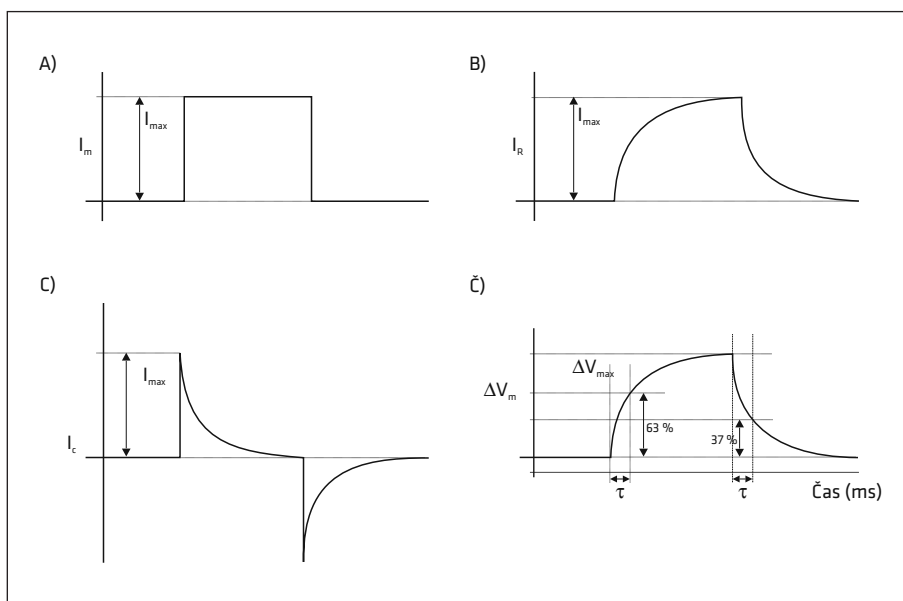 A)
I_max
I_m
B)
I_max
I_R
C)
I_max
I_c
Č)
ΔV_max
ΔV_m
63 %
37 %
τ
τ
Čas (ms)